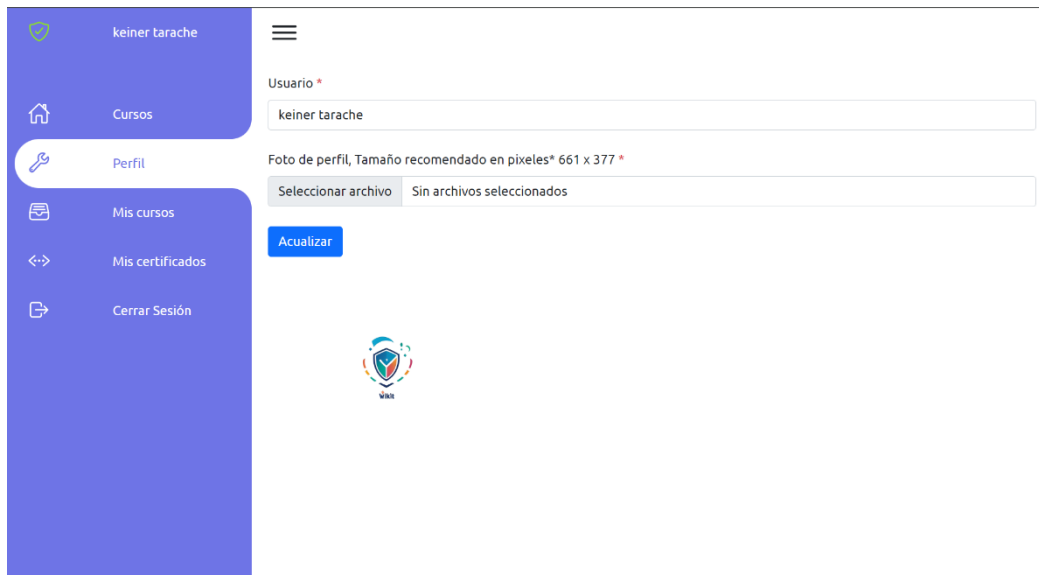 keiner tarache
Cursos
Perfil
Mis cursos
Mis certificados
Cerrar Sesión
Usuario *
keiner tarache
Foto de perfil, Tamaño recomendado en pixeles* 661 x 377 *
Seleccionar archivo Sin archivos seleccionados
Acualizar
Wikit